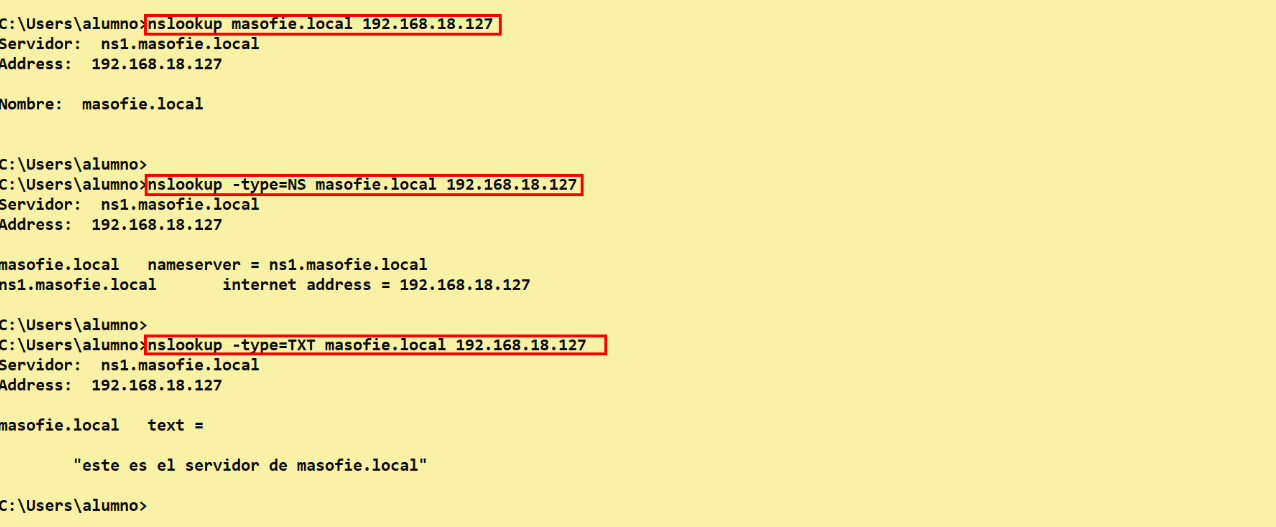 C:\Users\alumno>nslookup masofie.local 192.168.18.127
Servidor:  ns1.masofie.local
Address:  192.168.18.127
Nombre:  masofie.local
C:\Users\alumno>
C:\Users\alumno>nslookup -type=NS masofie.local 192.168.18.127
Servidor:  ns1.masofie.local
Address:  192.168.18.127
masofie.local   nameserver = ns1.masofie.local
ns1.masofie.local       internet address = 192.168.18.127
C:\Users\alumno>
C:\Users\alumno>nslookup -type=TXT masofie.local 192.168.18.127
Servidor:  ns1.masofie.local
Address:  192.168.18.127
masofie.local   text =
"este es el servidor de masofie.local"
C:\Users\alumno>